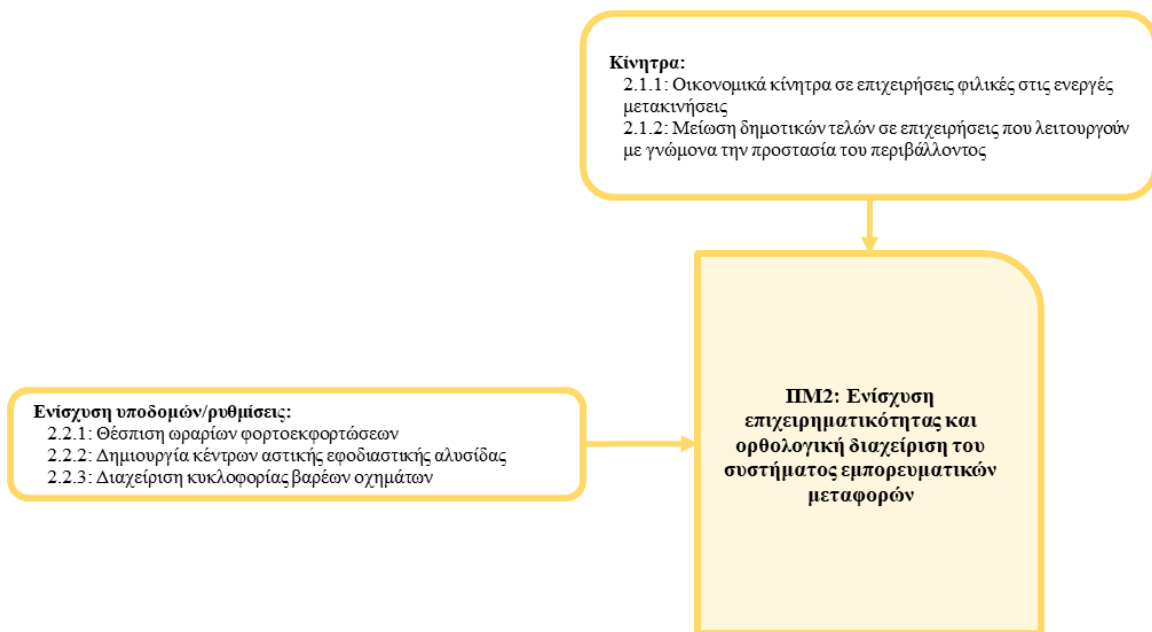 Κίνητρα:
2.1.1: Οικονομικά κίνητρα σε επιχειρήσεις φιλικές στις ενεργές
μετακινήσεις
2.1.2: Μείωση δημοτικών τελών σε επιχειρήσεις που λειτουργούν
με γνώμονα την προστασία του περιβάλλοντος
Ενίσχυση υποδομών/ρυθμίσεις:
2.2.1: Θέσπιση ωραρίων φορτοεκφορτώσεων
2.2.2: Δημιουργία κέντρων αστικής εφοδιαστικής αλυσίδας
2.2.3: Διαχείριση κυκλοφορίας βαρέων οχημάτων
ΠΜ2: Ενίσχυση
επιχειρηματικότητας και
ορθολογική διαχείριση του
συστήματος εμπορευματικών
μεταφορών